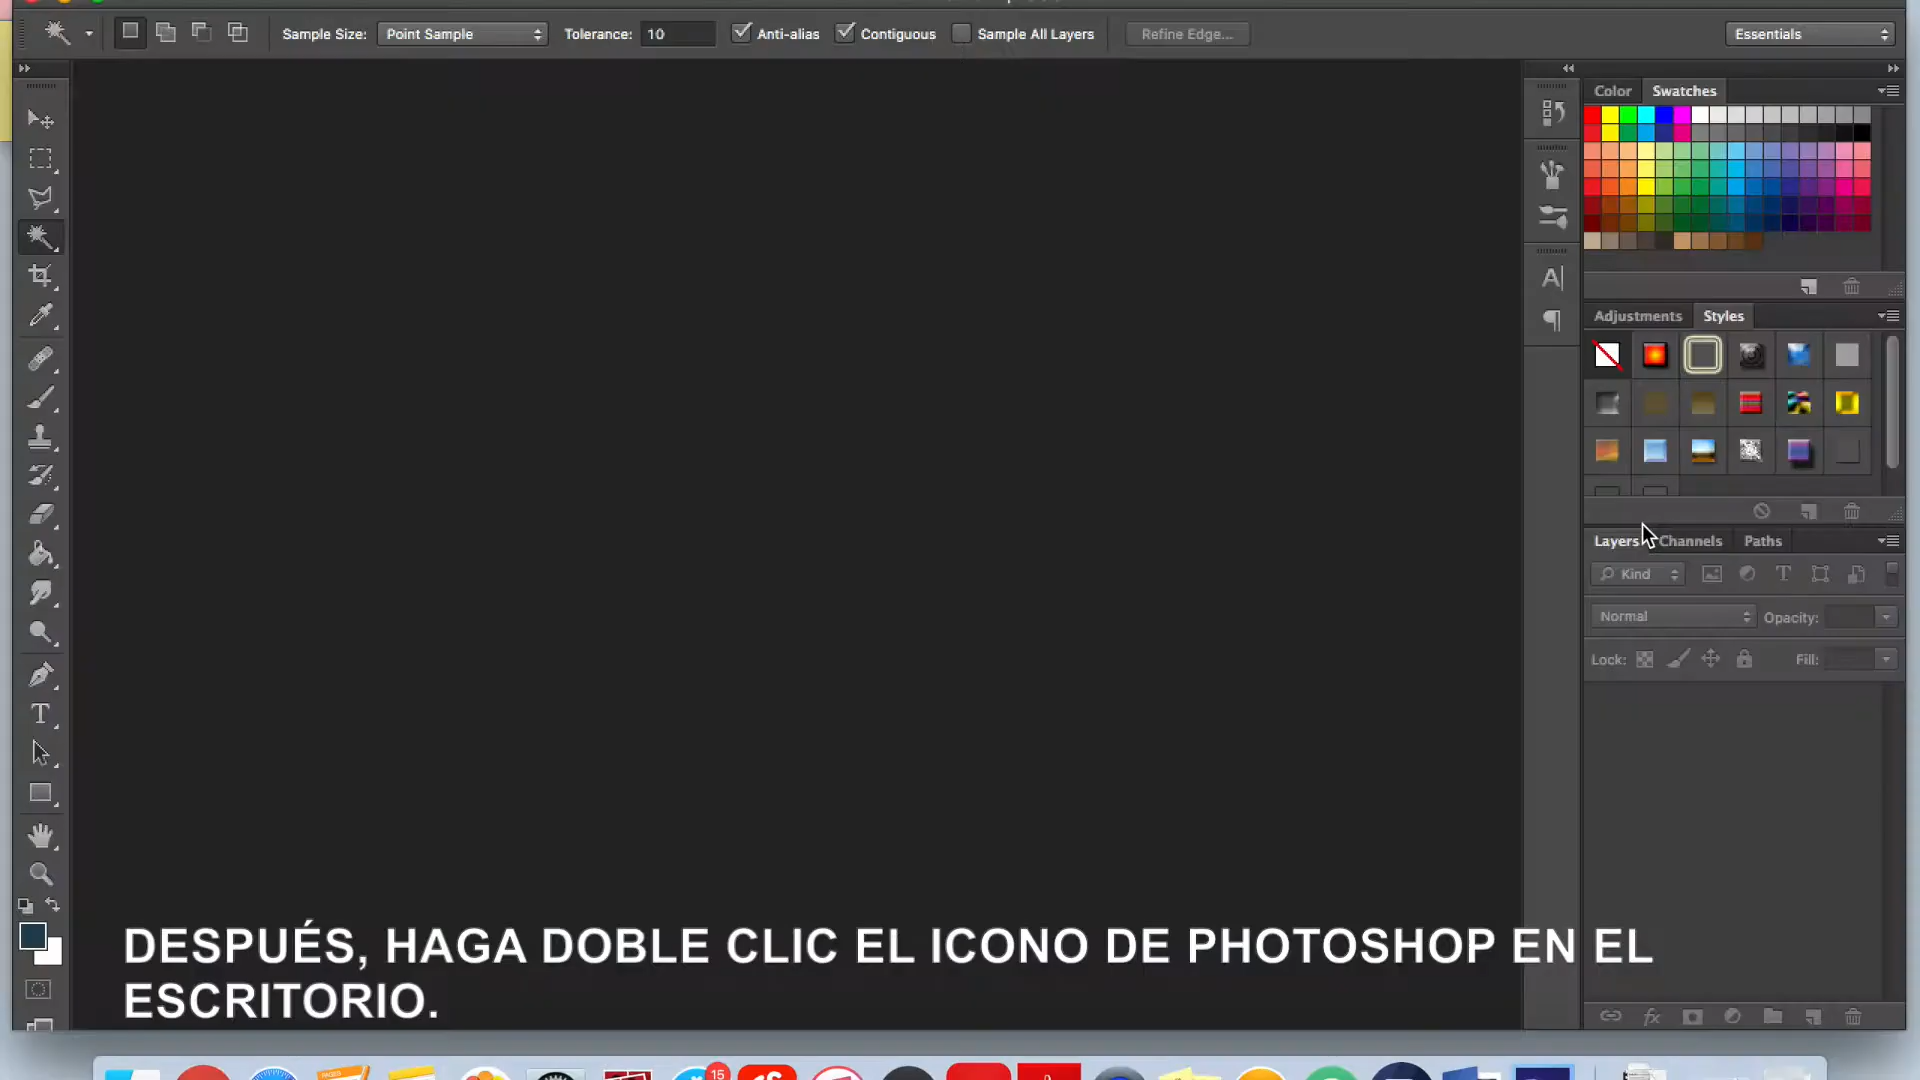 Sample Size: Point Sample Tolerance: 10 Anti-alias Contiguous Sample All Layers Refine Edge... Essentials
Color Swatches
Adjustments Styles
Layers Channels Paths
Kind
Normal Opacity:
Lock: Fill:
DESPUÉS, HAGA DOBLE CLIC EL ICONO DE PHOTOSHOP EN EL
ESCRITORIO.
15